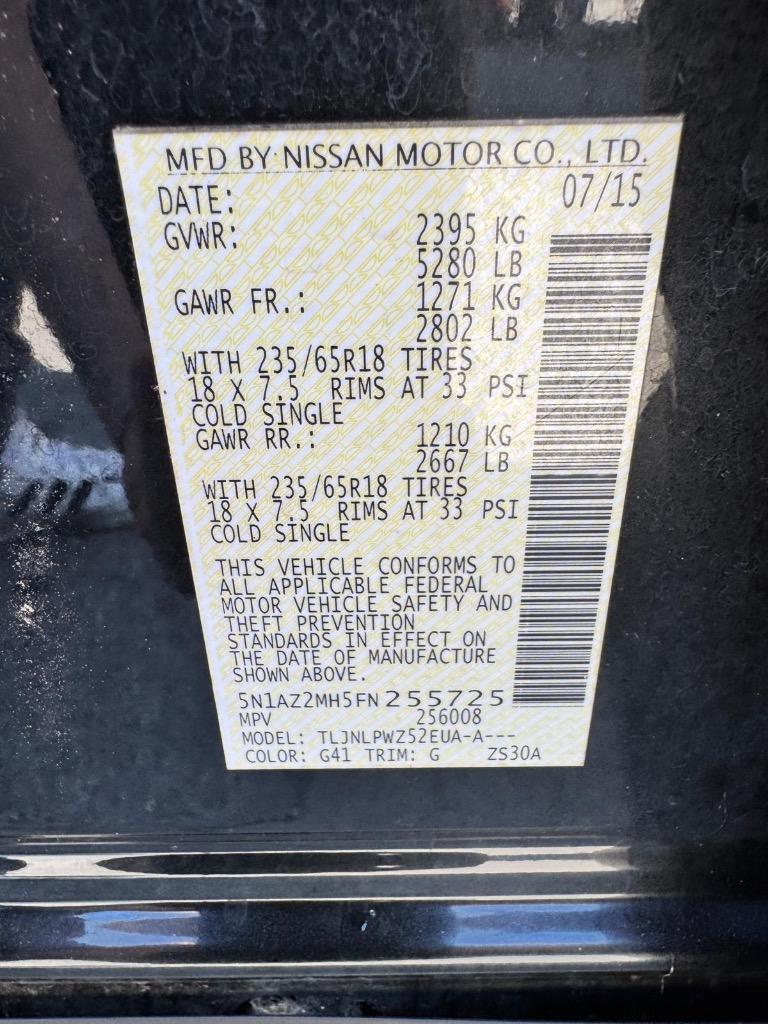 MFD BY NISSAN MOTOR CO., LTD.
DATE: 07/15
GVWR: 2395 KG
5280 LB
GAWR FR.: 1271 KG
2802 LB
WITH 235/65R18 TIRES
18 X 7.5 RIMS AT 33 PSI
COLD SINGLE
GAWR RR.: 1210 KG
2667 LB
WITH 235/65R18 TIRES
18 X 7.5 RIMS AT 33 PSI
COLD SINGLE
THIS VEHICLE CONFORMS TO
ALL APPLICABLE FEDERAL
MOTOR VEHICLE SAFETY AND
THEFT PREVENTION
STANDARDS IN EFFECT ON
THE DATE OF MANUFACTURE
SHOWN ABOVE.
5N1AZ2MH5FN255725
MPV 256008
MODEL: TLJNLPWZ52EUA-A---
COLOR: G41 TRIM: G ZS30A